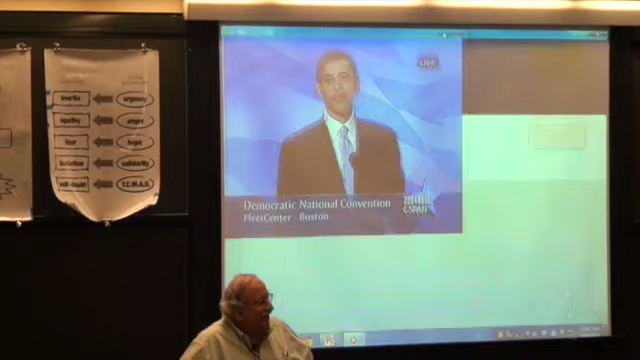 inertia urgency
apathy anger
fear hope
isolation solidarity
self-doubt Y.C.M.A.D.
LIVE
Democratic National Convention
FleetCenter - Boston
C-SPAN